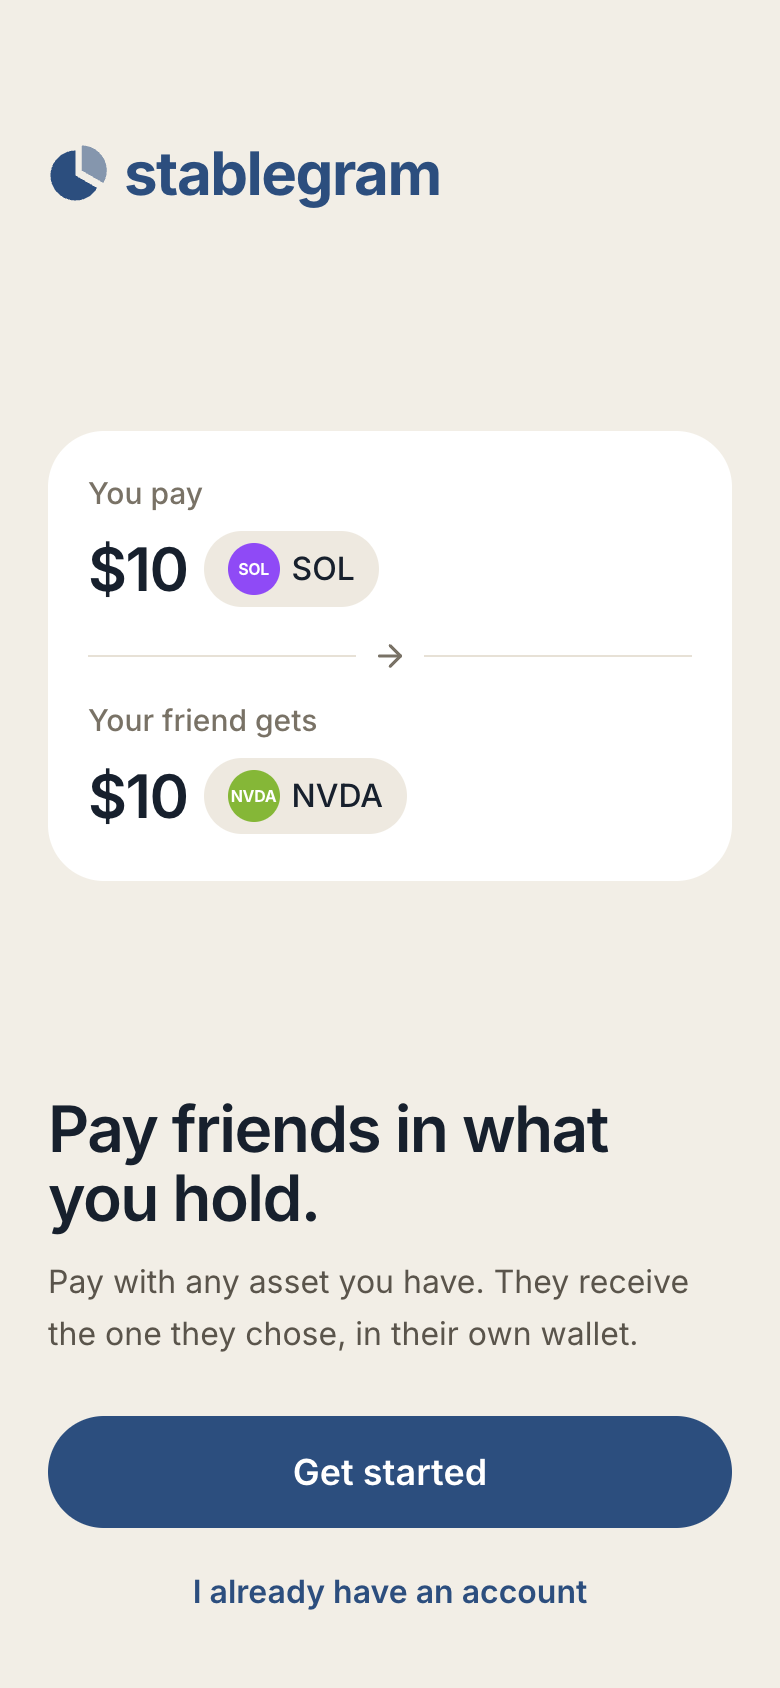 stablegram
You pay
$10 SOL SOL
Your friend gets
$10 NVDA NVDA
Pay friends in what
you hold.
Pay with any asset you have. They receive
the one they chose, in their own wallet.
Get started
I already have an account